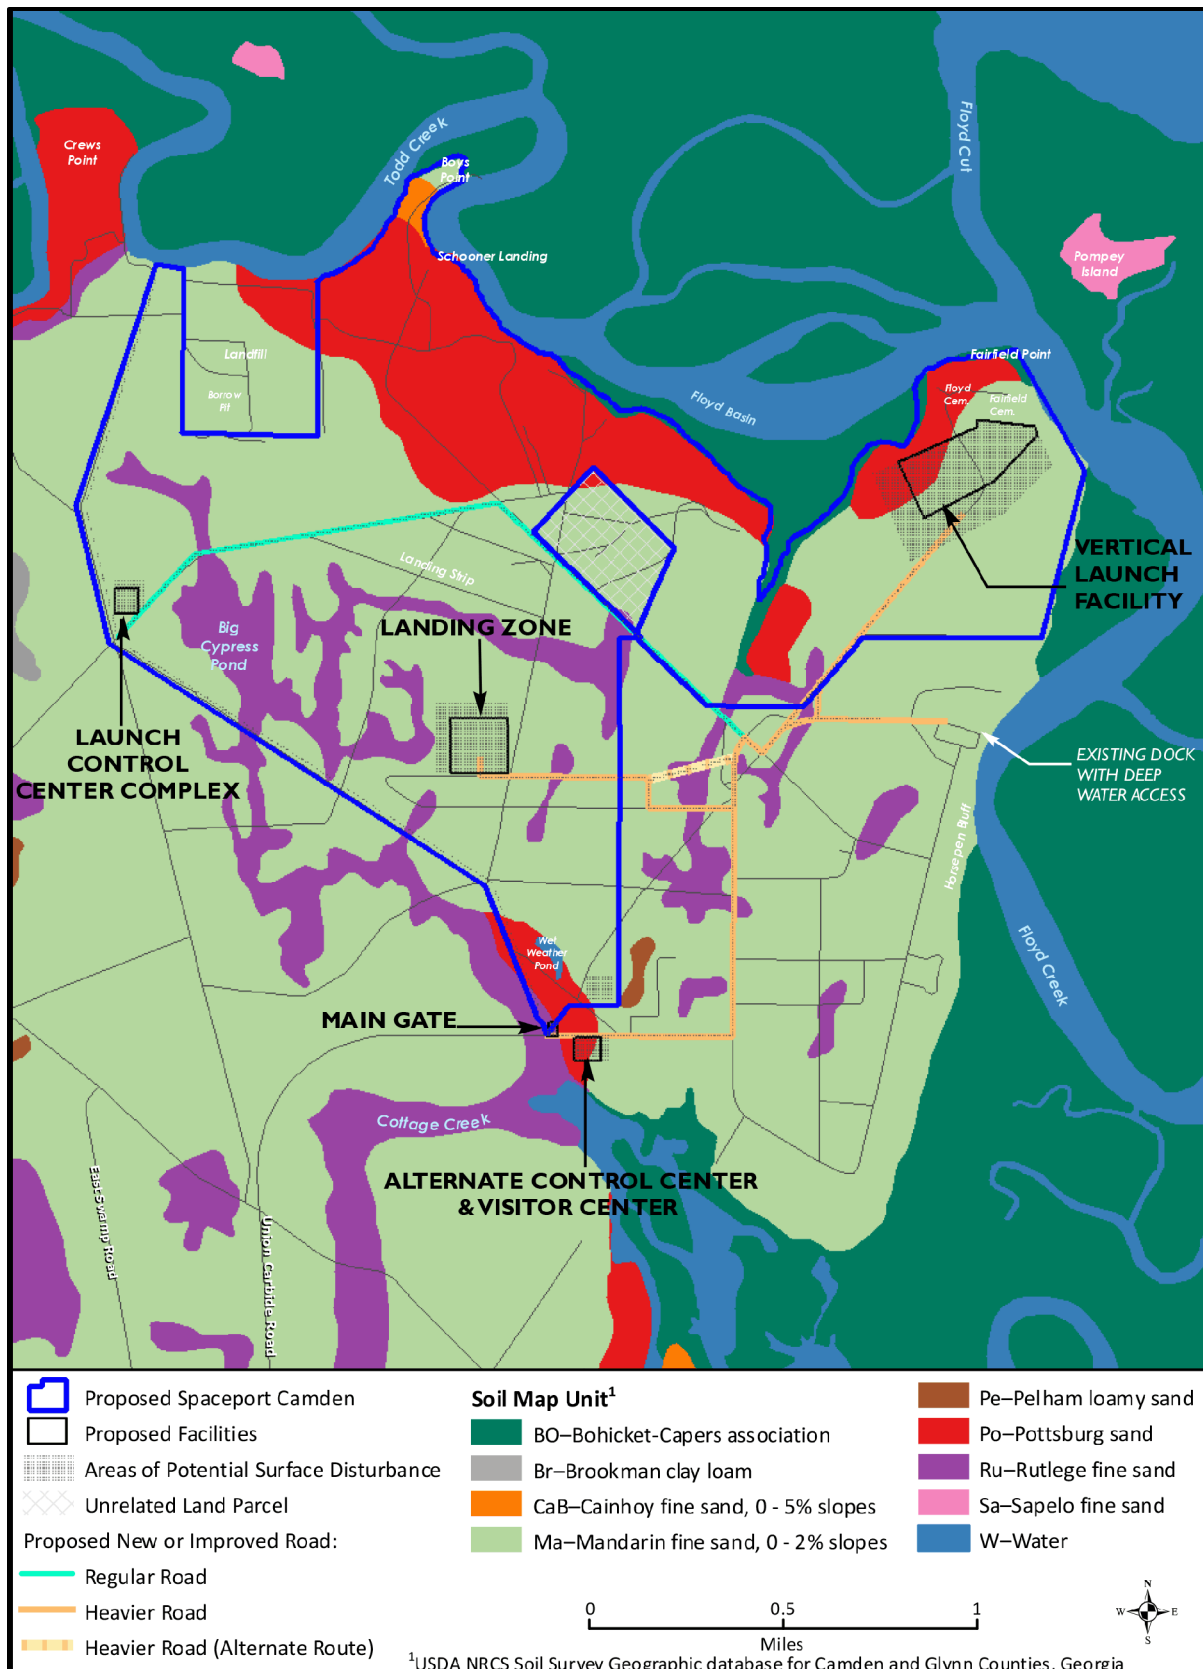 Crews
Point
Todd Creek
Boys
Point
Floyd Cut
Schooner Landing
Pompey
Island
Landfill
Borrow
Pit
Floyd Basin
Fairfield Point
Floyd
Cem.
Fairfield
Cem.
VERTICAL
LAUNCH
FACILITY
Landing Strip
LANDING ZONE
Big
Cypress
Pond
LAUNCH
CONTROL
CENTER COMPLEX
EXISTING DOCK
WITH DEEP
WATER ACCESS
Horsepen Bluff
Wet
Weather
Pond
Floyd Creek
MAIN GATE
Cottage Creek
ALTERNATE CONTROL CENTER
& VISITOR CENTER
East Swamp Road
Union Carbide Road
Proposed Spaceport Camden
Proposed Facilities
Areas of Potential Surface Disturbance
Unrelated Land Parcel
Proposed New or Improved Road:
Regular Road
Heavier Road
Heavier Road (Alternate Route)
Soil Map Unit¹
BO–Bohicket-Capers association
Br–Brookman clay loam
CaB–Cainhoy fine sand, 0 - 5% slopes
Ma–Mandarin fine sand, 0 - 2% slopes
Pe–Pelham loamy sand
Po–Pottsburg sand
Ru–Rutlege fine sand
Sa–Sapelo fine sand
W–Water
0 0.5 1
Miles
N
W E
S
¹USDA NRCS Soil Survey Geographic database for Camden and Glynn Counties, Georgia